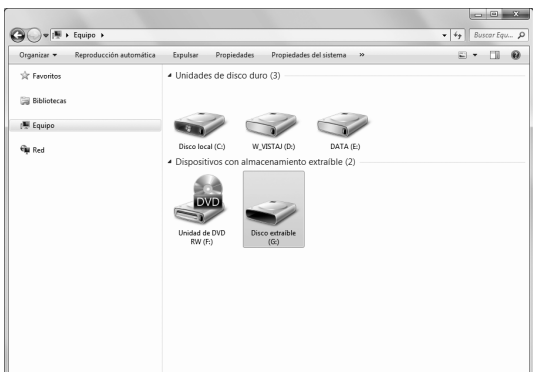 Equipo
Buscar Equ...
Organizar
Reproducción automática
Expulsar
Propiedades
Propiedades del sistema
»
Favoritos
Bibliotecas
Equipo
Red
Unidades de disco duro (3)
Disco local (C:)
W_VISTAJ (D:)
DATA (E:)
Dispositivos con almacenamiento extraíble (2)
DVD
Unidad de DVD
RW (F:)
Disco extraíble
(G:)